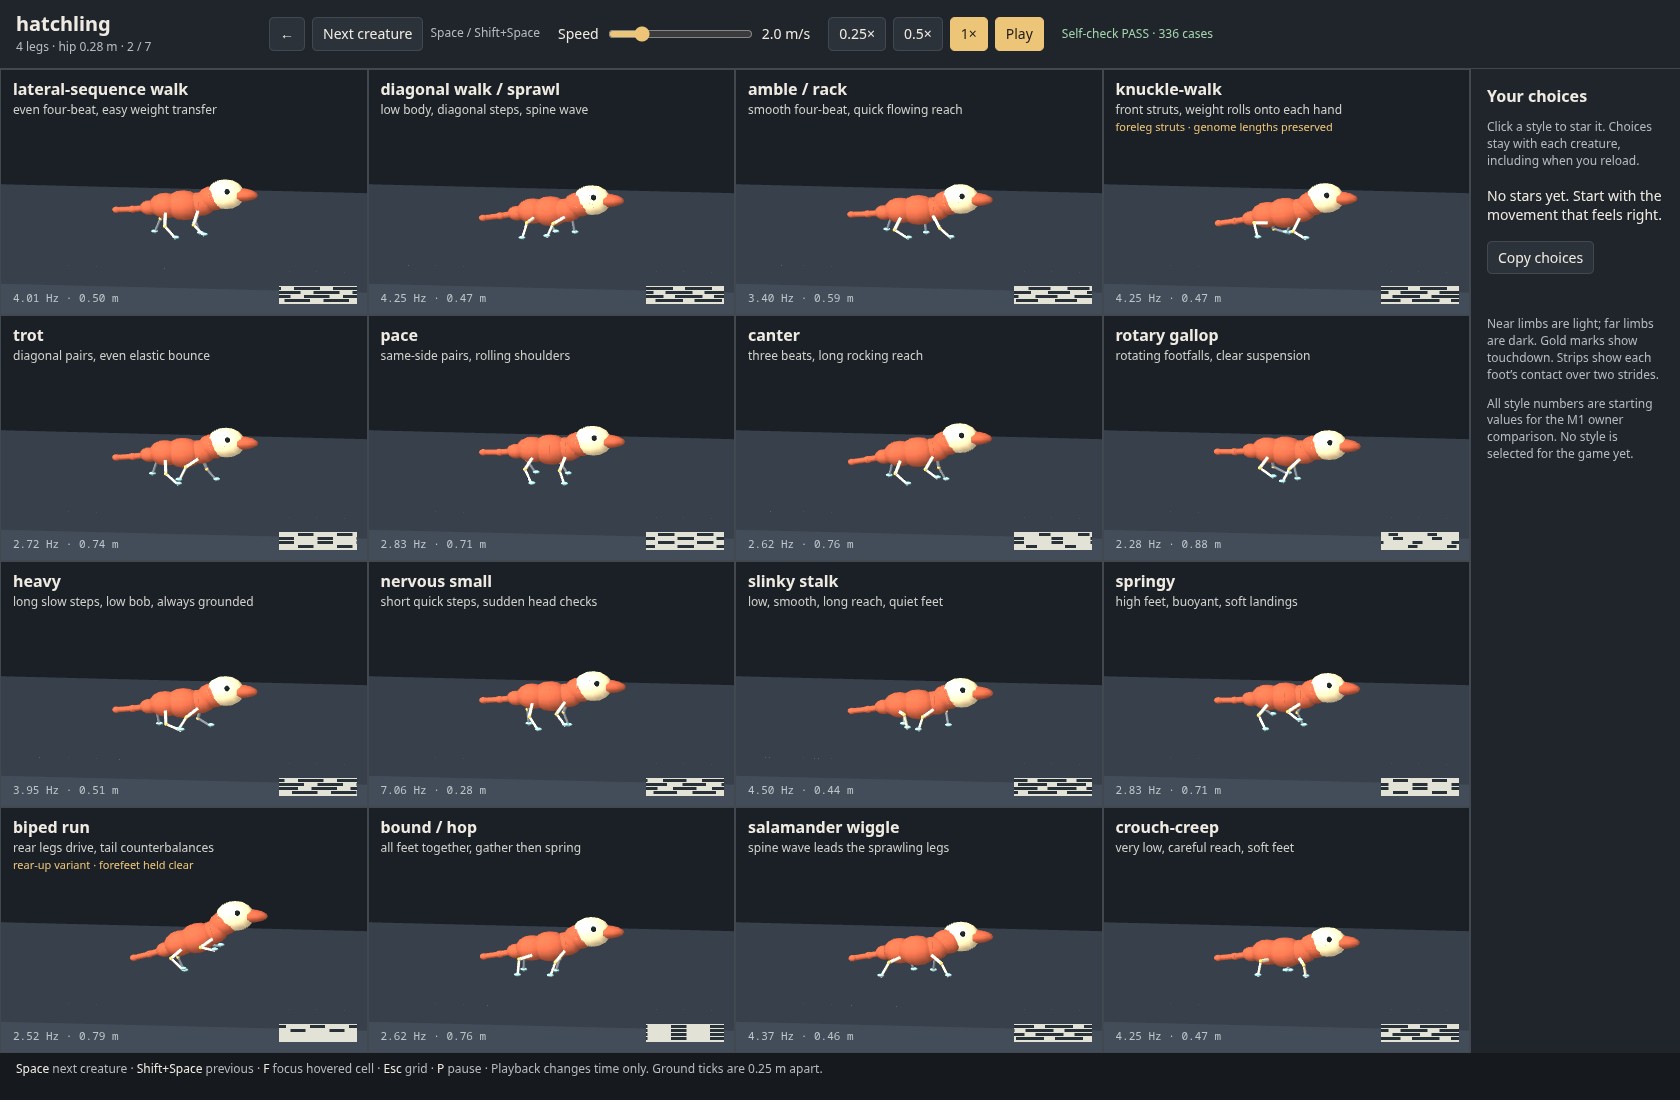 hatchling
4 legs · hip 0.28 m · 2 / 7
← Next creature Space / Shift+Space Speed 2.0 m/s 0.25× 0.5× 1× Play Self-check PASS · 336 cases
lateral-sequence walk
even four-beat, easy weight transfer
4.01 Hz · 0.50 m
diagonal walk / sprawl
low body, diagonal steps, spine wave
4.25 Hz · 0.47 m
amble / rack
smooth four-beat, quick flowing reach
3.40 Hz · 0.59 m
knuckle-walk
front struts, weight rolls onto each hand
foreleg struts · genome lengths preserved
4.25 Hz · 0.47 m
trot
diagonal pairs, even elastic bounce
2.72 Hz · 0.74 m
pace
same-side pairs, rolling shoulders
2.83 Hz · 0.71 m
canter
three beats, long rocking reach
2.62 Hz · 0.76 m
rotary gallop
rotating footfalls, clear suspension
2.28 Hz · 0.88 m
heavy
long slow steps, low bob, always grounded
3.95 Hz · 0.51 m
nervous small
short quick steps, sudden head checks
7.06 Hz · 0.28 m
slinky stalk
low, smooth, long reach, quiet feet
4.50 Hz · 0.44 m
springy
high feet, buoyant, soft landings
2.83 Hz · 0.71 m
biped run
rear legs drive, tail counterbalances
rear-up variant · forefeet held clear
2.52 Hz · 0.79 m
bound / hop
all feet together, gather then spring
2.62 Hz · 0.76 m
salamander wiggle
spine wave leads the sprawling legs
4.37 Hz · 0.46 m
crouch-creep
very low, careful reach, soft feet
4.25 Hz · 0.47 m
Your choices
Click a style to star it. Choices
stay with each creature,
including when you reload.
No stars yet. Start with the
movement that feels right.
Copy choices
Near limbs are light; far limbs
are dark. Gold marks show
touchdown. Strips show each
foot’s contact over two strides.
All style numbers are starting
values for the M1 owner
comparison. No style is
selected for the game yet.
Space next creature · Shift+Space previous · F focus hovered cell · Esc grid · P pause · Playback changes time only. Ground ticks are 0.25 m apart.